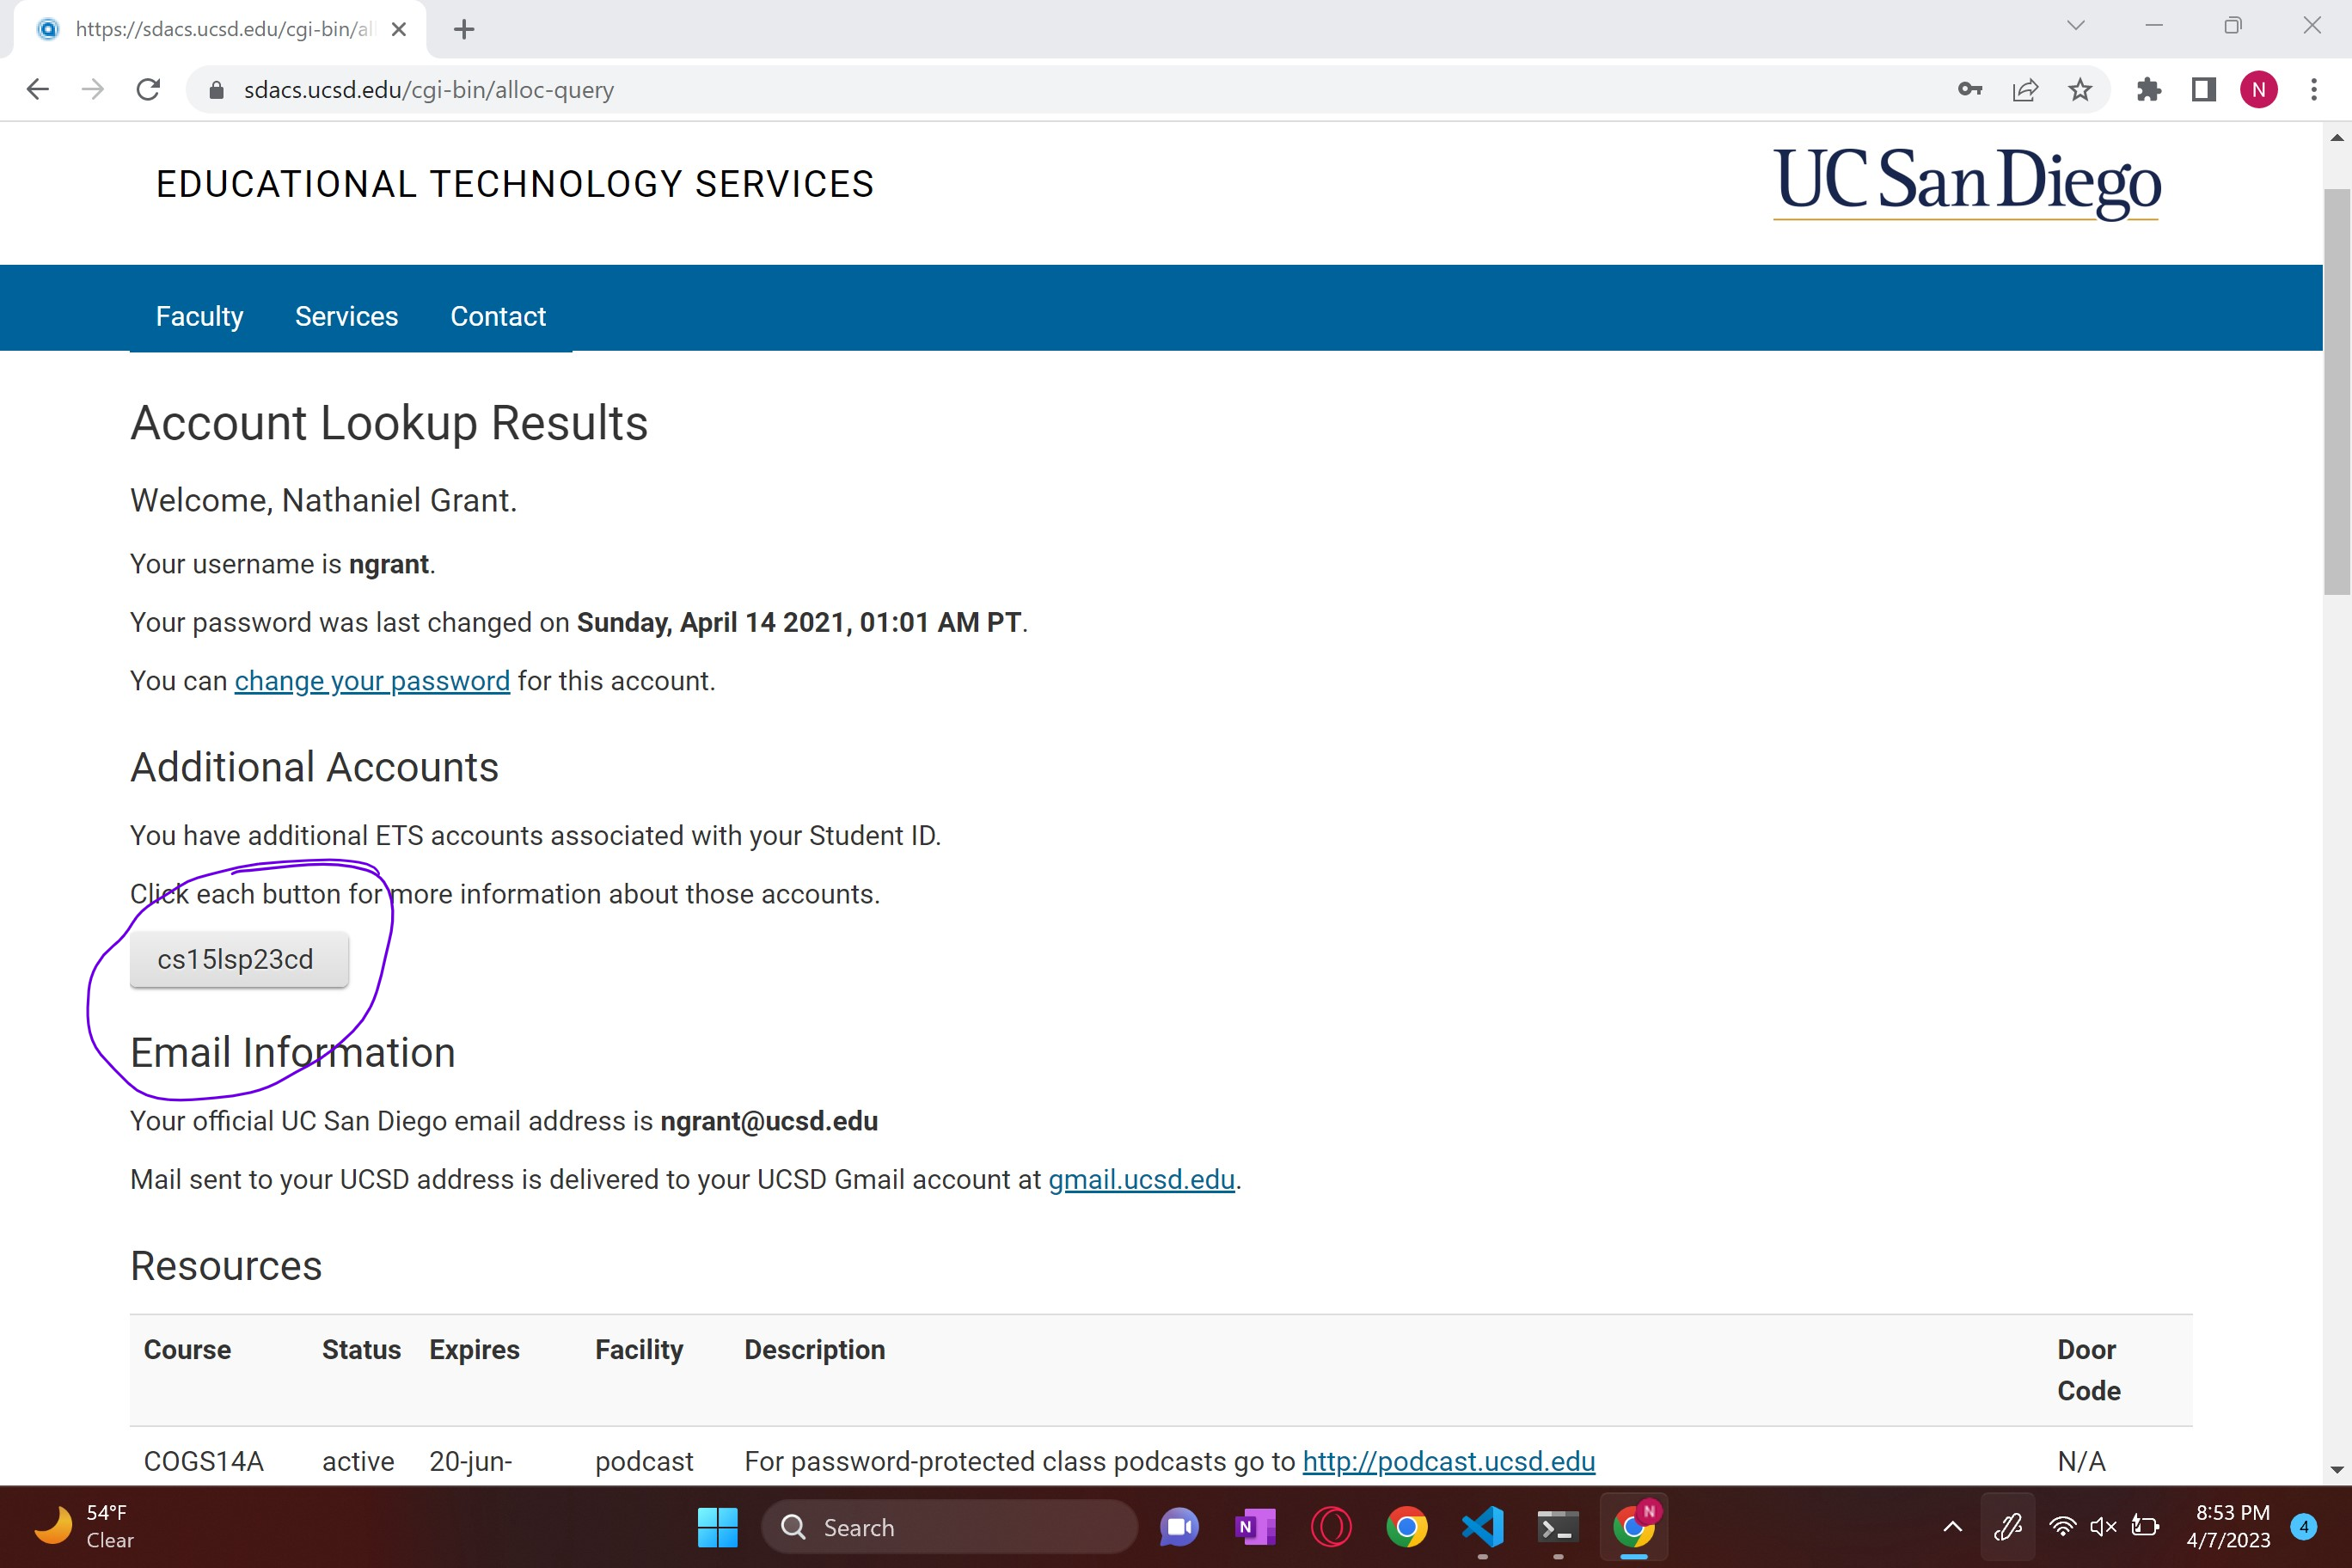 https://sdacs.ucsd.edu/cgi-bin/al
sdacs.ucsd.edu/cgi-bin/alloc-query
N
EDUCATIONAL TECHNOLOGY SERVICES
UC San Diego
Faculty Services Contact
Account Lookup Results
Welcome, Nathaniel Grant.
Your username is ngrant.
Your password was last changed on Sunday, April 14 2021, 01:01 AM PT.
You can change your password for this account.
Additional Accounts
You have additional ETS accounts associated with your Student ID.
Click each button for more information about those accounts.
cs15lsp23cd
Email Information
Your official UC San Diego email address is ngrant@ucsd.edu
Mail sent to your UCSD address is delivered to your UCSD Gmail account at gmail.ucsd.edu.
Resources
Course Status Expires Facility Description Door Code
COGS14A active 20-jun- podcast For password-protected class podcasts go to http://podcast.ucsd.edu N/A
54°F
Clear
Search
N
N
8:53 PM
4/7/2023
4